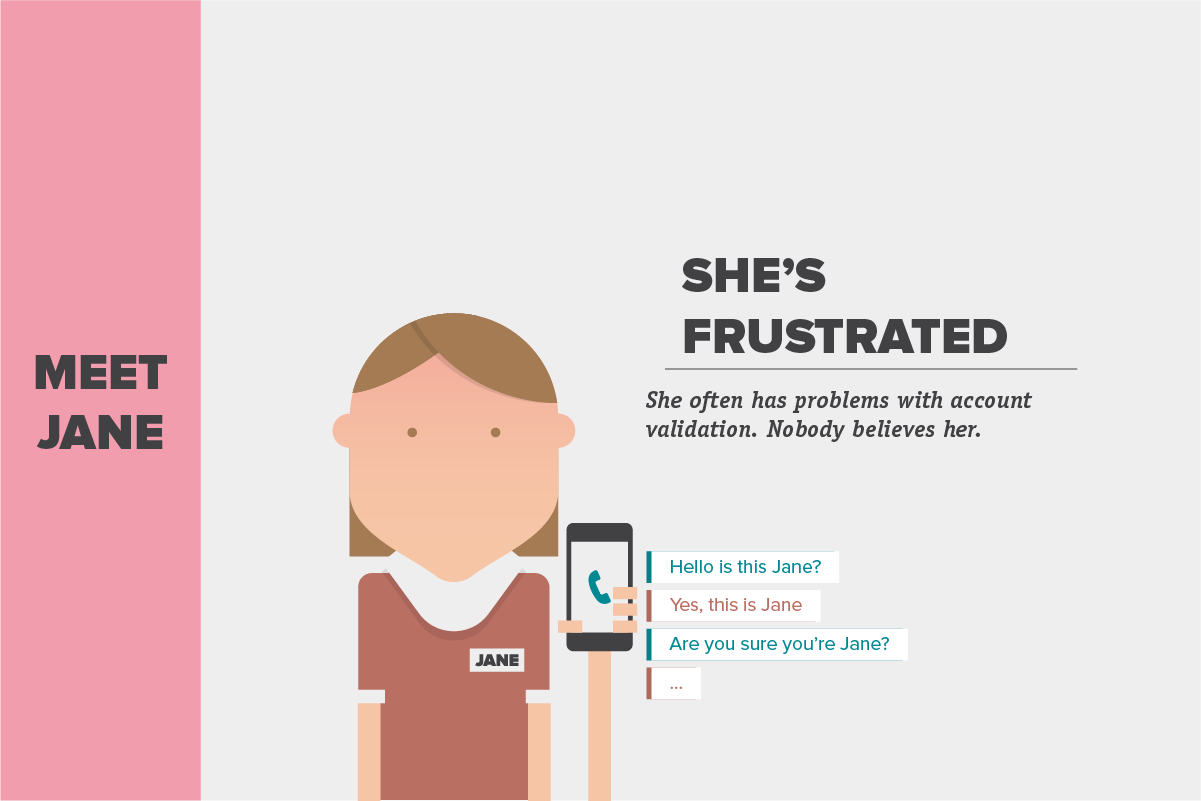 MEET
JANE
SHE’S
FRUSTRATED
She often has problems with account
validation. Nobody believes her.
Hello is this Jane?
Yes, this is Jane
Are you sure you’re Jane?
...
JANE